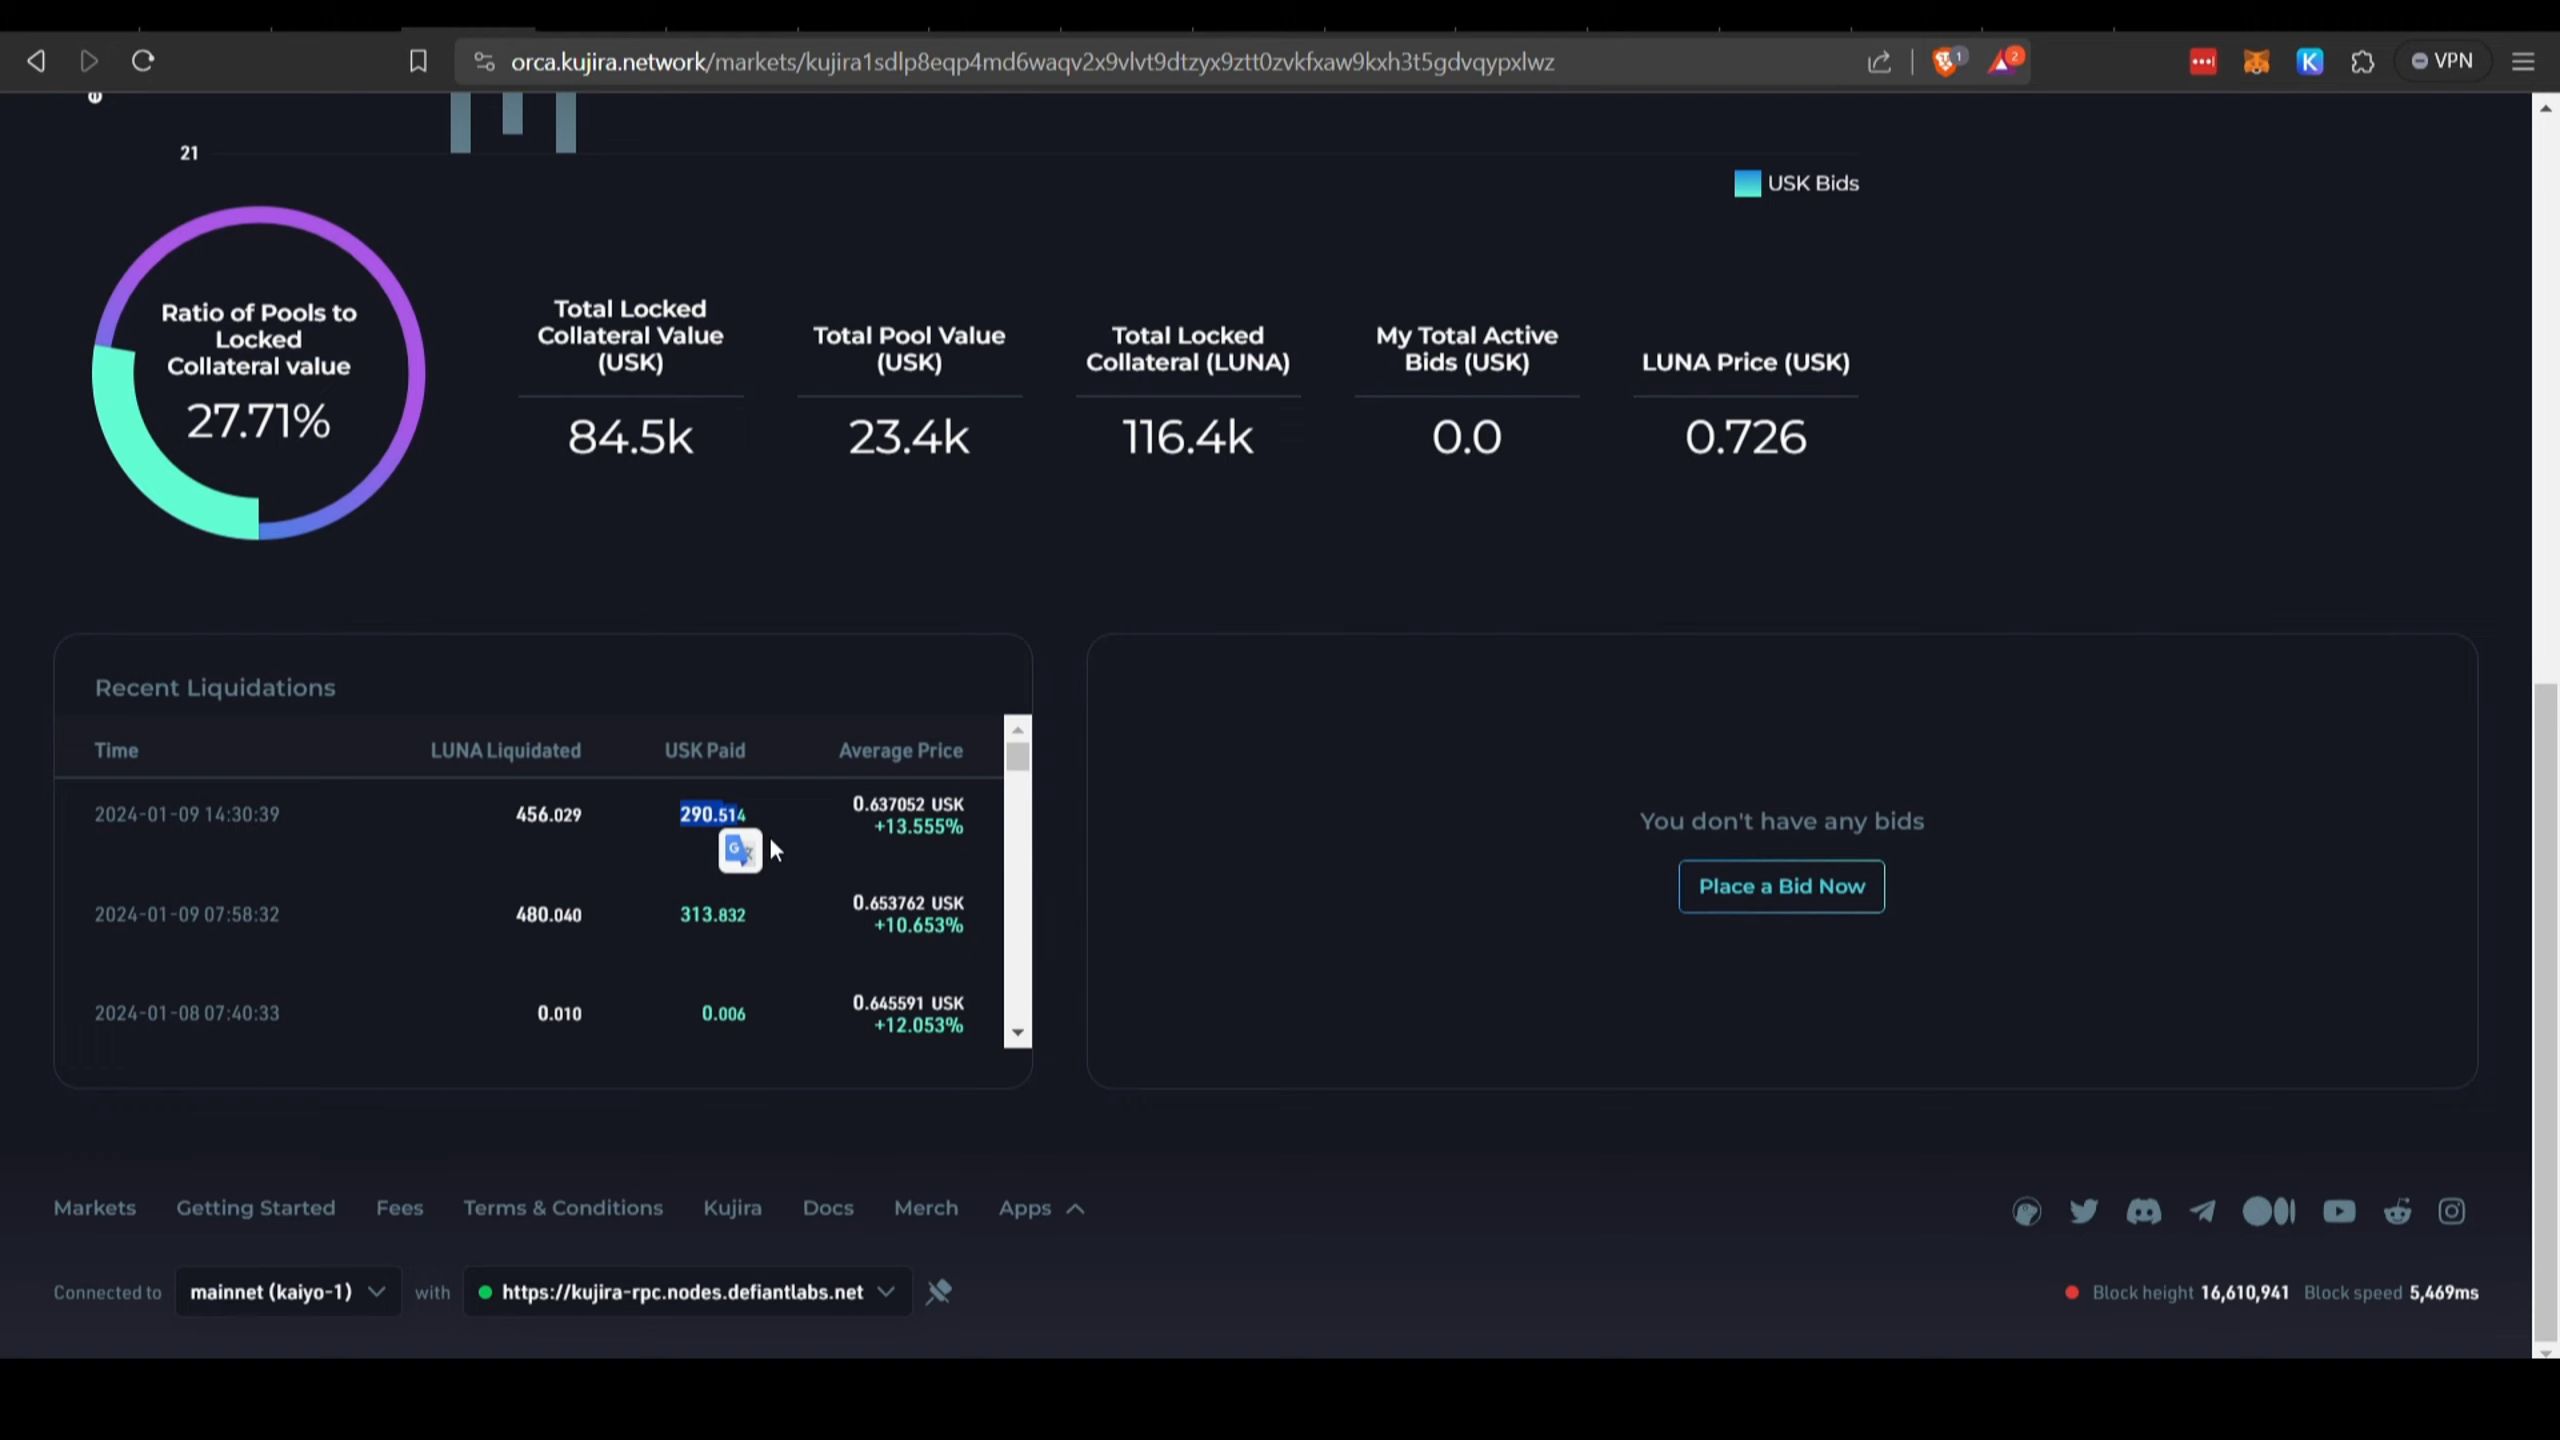 orca.kujira.network/markets/kujira1sdlp8eqp4md6waqv2x9vlvt9dtzyx9ztt0zvkfxaw9kxh3t5gdvqypxlwz
1
2
VPN
21
USK Bids
Ratio of Pools to
Locked
Collateral value
27.71%
Total Locked
Collateral Value
(USK)
84.5k
Total Pool Value
(USK)
23.4k
Total Locked
Collateral (LUNA)
116.4k
My Total Active
Bids (USK)
0.0
LUNA Price (USK)
0.726
Recent Liquidations
Time LUNA Liquidated USK Paid Average Price
2024-01-09 14:30:39 456.029 290.514 0.637052 USK
+13.555%
2024-01-09 07:58:32 480.040 313.832 0.653762 USK
+10.653%
2024-01-08 07:40:33 0.010 0.006 0.645591 USK
+12.053%
You don't have any bids
Place a Bid Now
Markets Getting Started Fees Terms & Conditions Kujira Docs Merch Apps
Connected to mainnet (kaiyo-1) with https://kujira-rpc.nodes.defiantlabs.net
Block height 16,610,941 Block speed 5,469ms